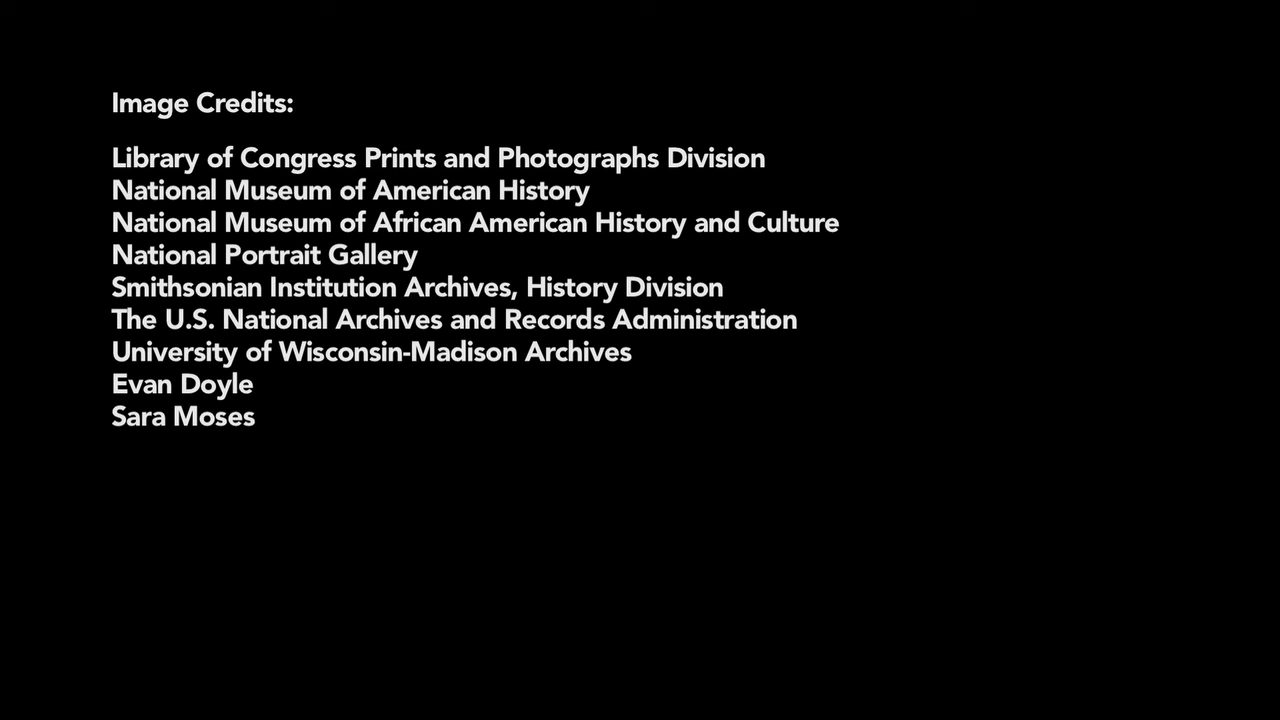 Image Credits:
Library of Congress Prints and Photographs Division
National Museum of American History
National Museum of African American History and Culture
National Portrait Gallery
Smithsonian Institution Archives, History Division
The U.S. National Archives and Records Administration
University of Wisconsin-Madison Archives
Evan Doyle
Sara Moses